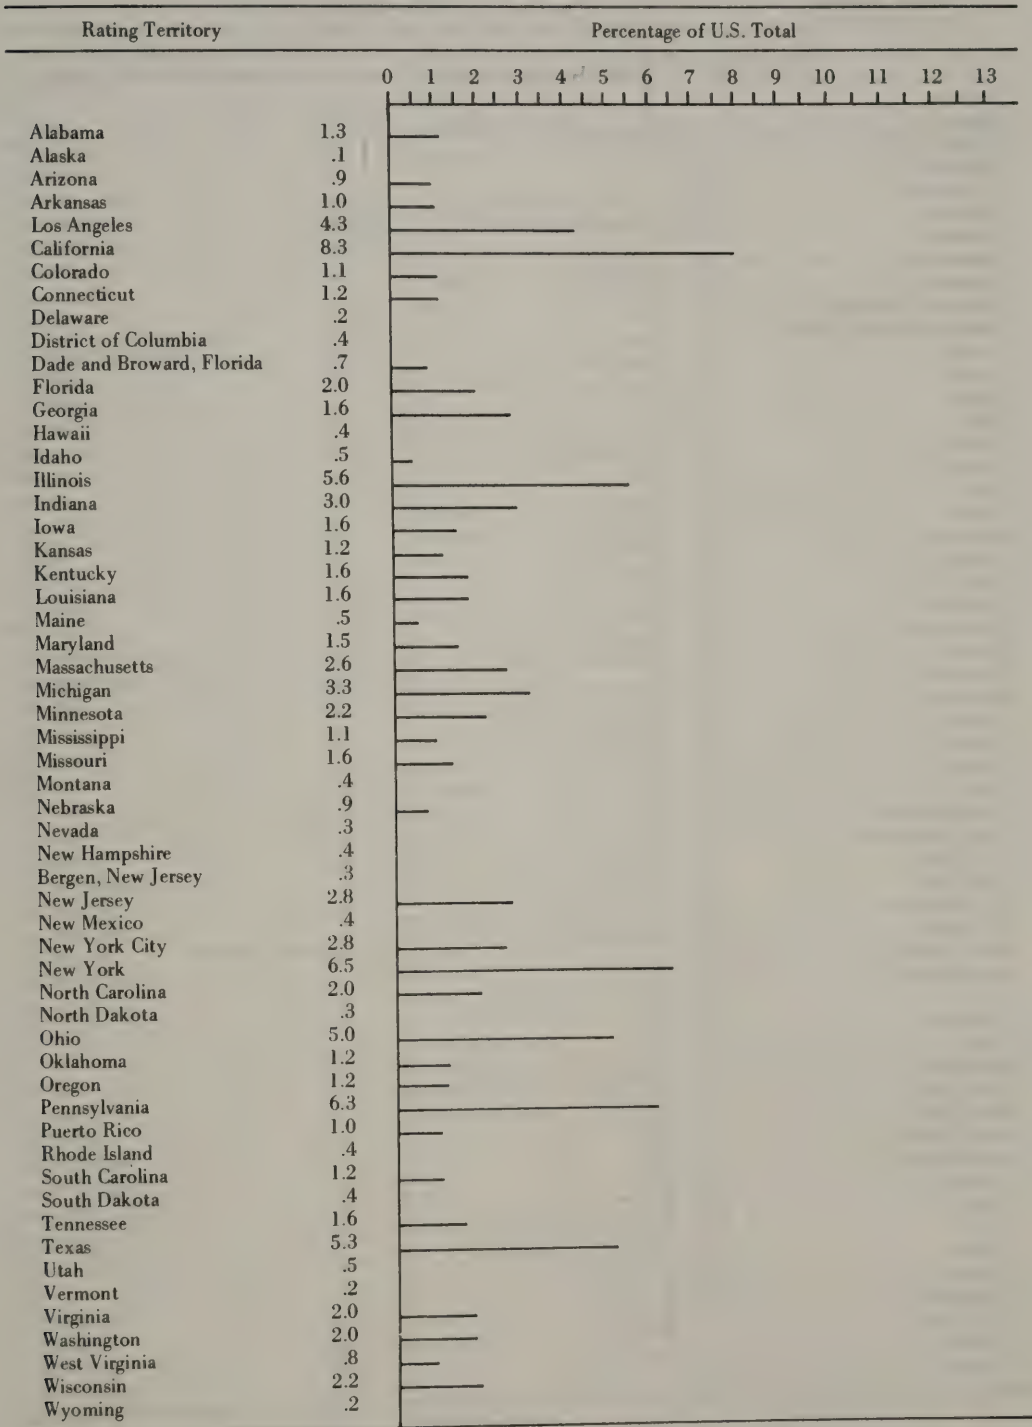 Rating Territory Percentage of U.S. Total
0 1 2 3 4 5 6 7 8 9 10 11 12 13
Alabama 1.3
Alaska .1
Arizona .9
Arkansas 1.0
Los Angeles 4.3
California 8.3
Colorado 1.1
Connecticut 1.2
Delaware .2
District of Columbia .4
Dade and Broward, Florida .7
Florida 2.0
Georgia 1.6
Hawaii .4
Idaho .5
Illinois 5.6
Indiana 3.0
Iowa 1.6
Kansas 1.2
Kentucky 1.6
Louisiana 1.6
Maine .5
Maryland 1.5
Massachusetts 2.6
Michigan 3.3
Minnesota 2.2
Mississippi 1.1
Missouri 1.6
Montana .4
Nebraska .9
Nevada .3
New Hampshire .4
Bergen, New Jersey .3
New Jersey 2.8
New Mexico .4
New York City 2.8
New York 6.5
North Carolina 2.0
North Dakota .3
Ohio 5.0
Oklahoma 1.2
Oregon 1.2
Pennsylvania 6.3
Puerto Rico 1.0
Rhode Island .4
South Carolina 1.2
South Dakota .4
Tennessee 1.6
Texas 5.3
Utah .5
Vermont .2
Virginia 2.0
Washington 2.0
West Virginia .8
Wisconsin 2.2
Wyoming .2